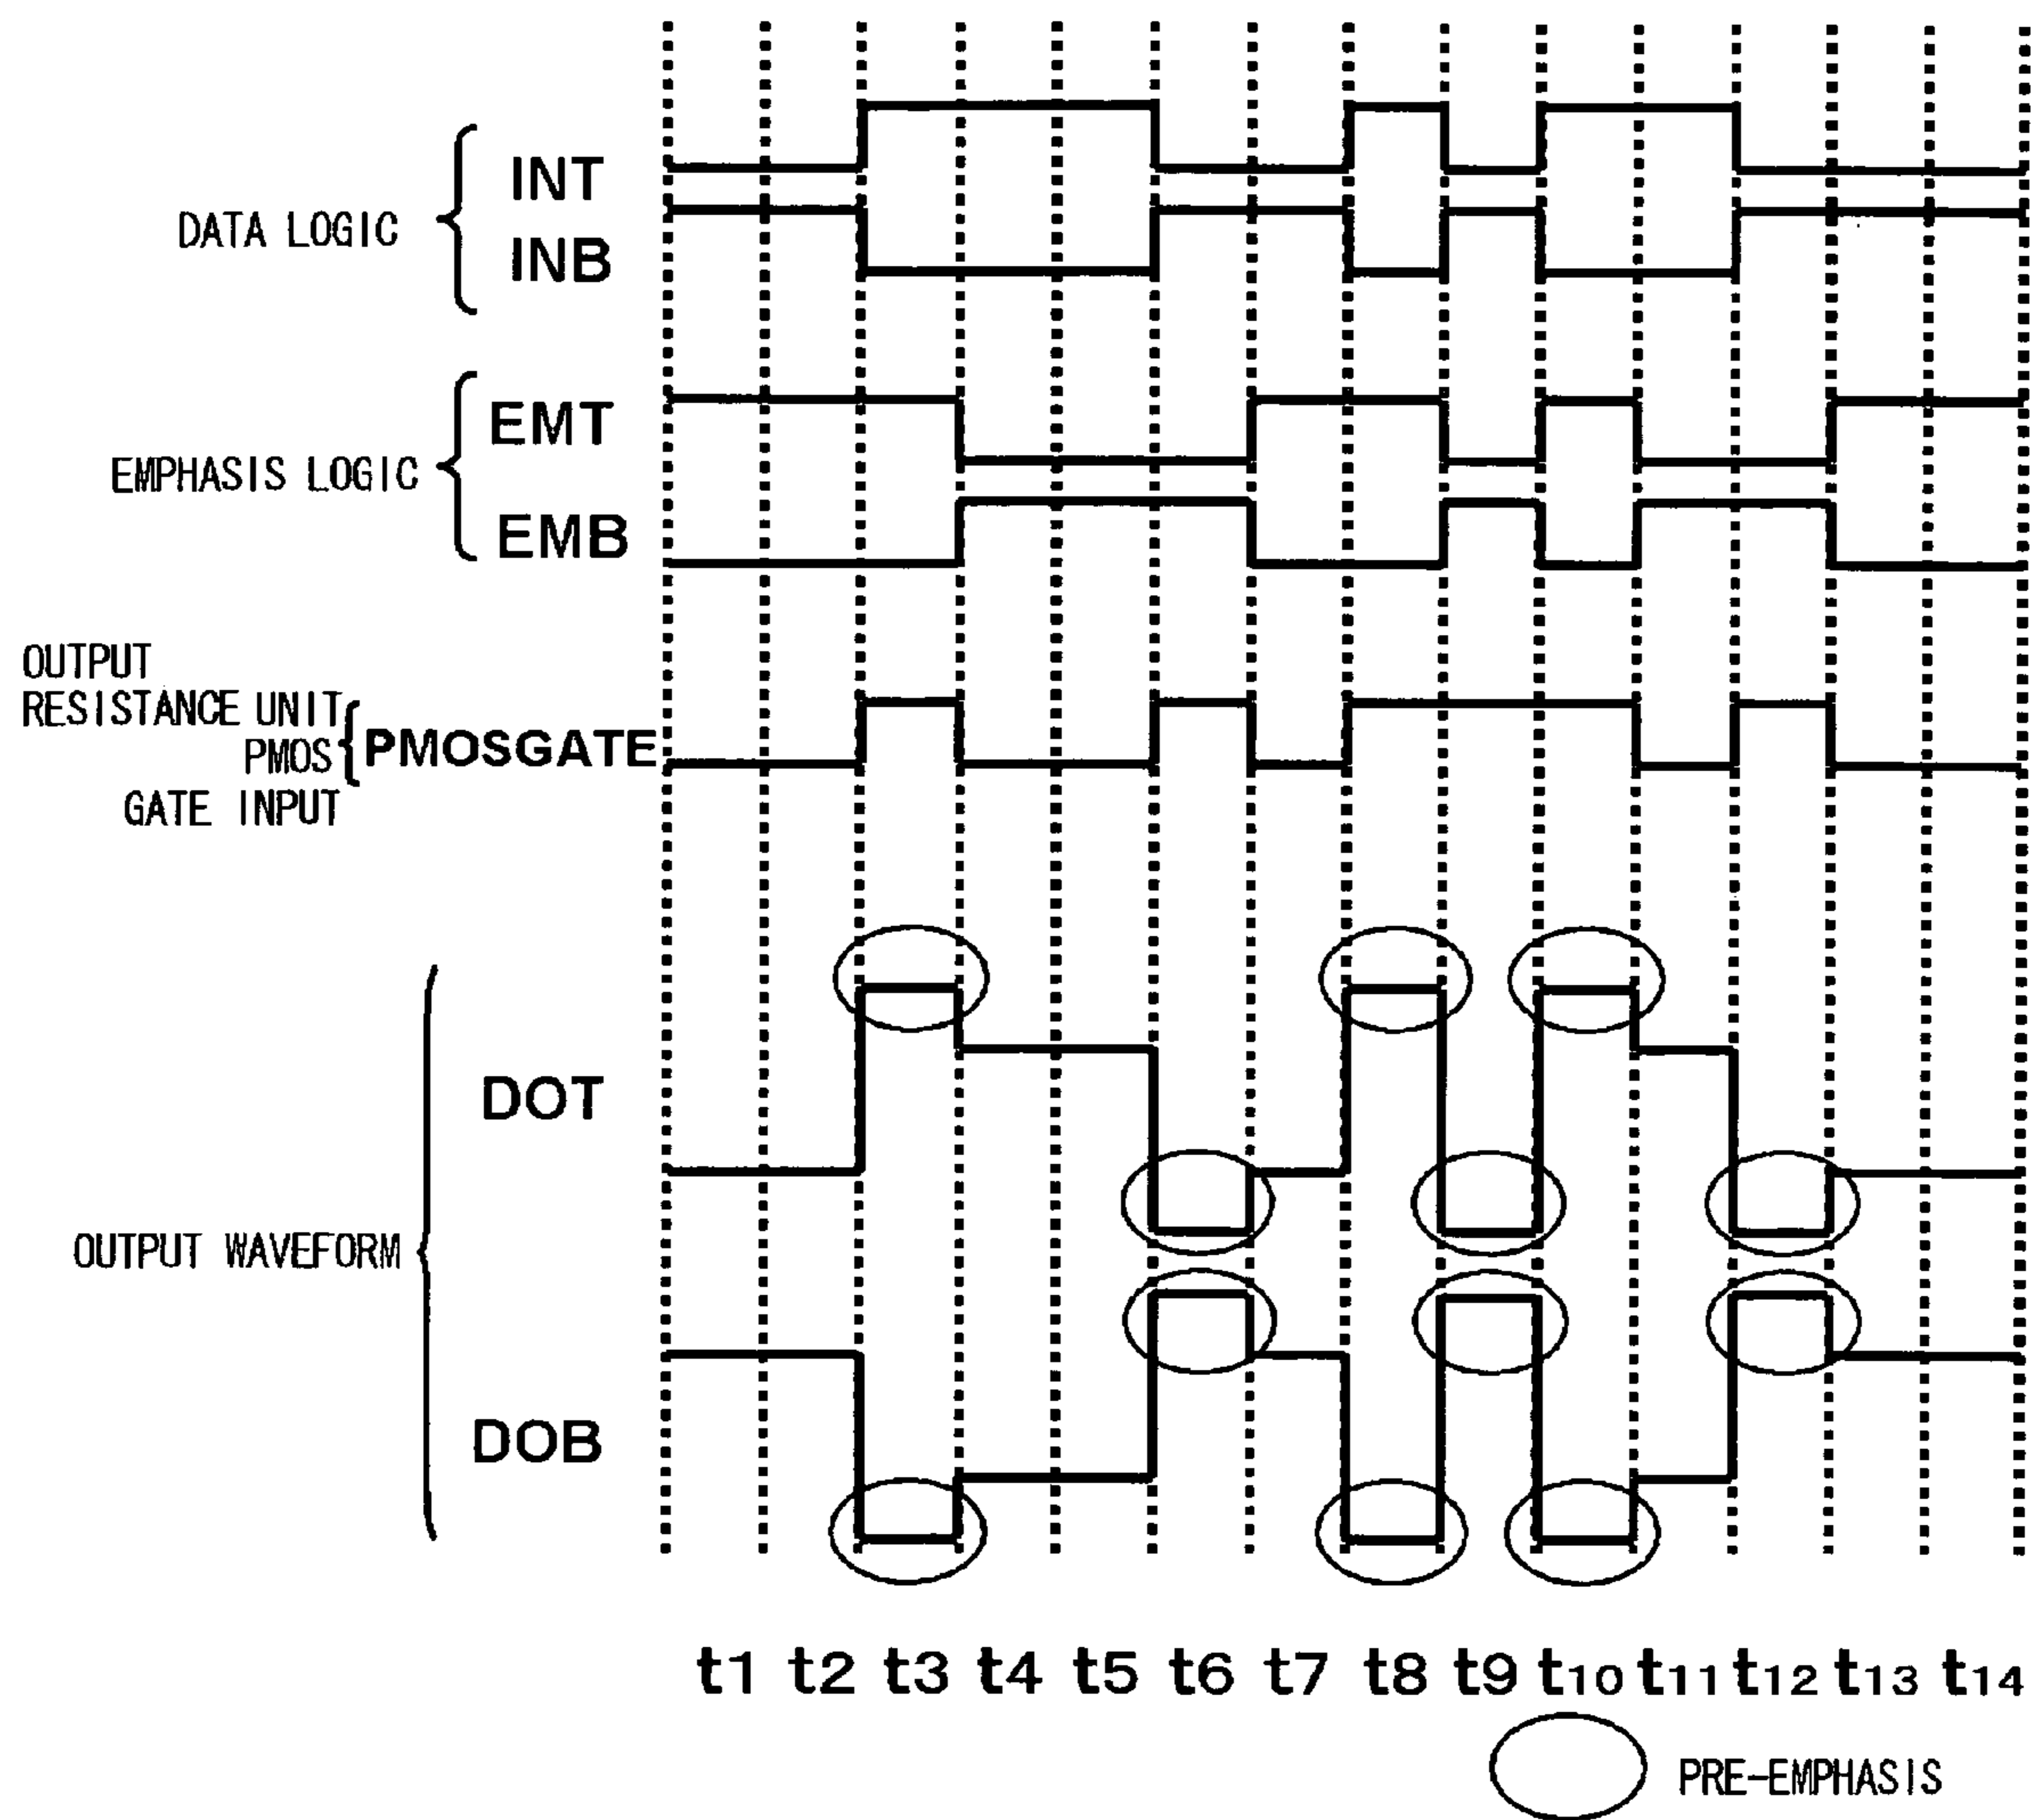 DATA LOGIC
INT
INB
EMPHASIS LOGIC
EMT
EMB
OUTPUT
RESISTANCE UNIT
PMOS
GATE INPUT
PMOSGATE
OUTPUT WAVEFORM
DOT
DOB
t1 t2 t3 t4 t5 t6 t7 t8 t9 t10 t11 t12 t13 t14
PRE-EMPHASIS